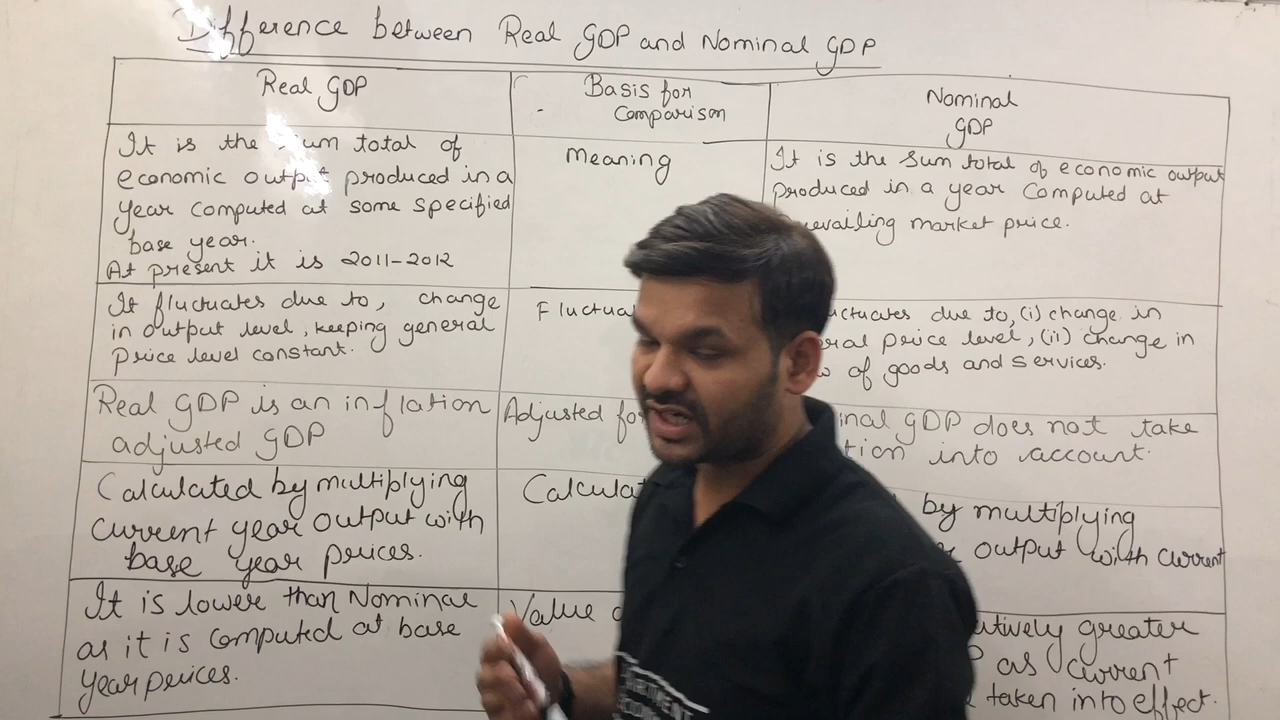 Difference between Real GDP and Nominal GDP
Real GDP
Basis for
Comparison
Nominal
GDP
It is the sum total of
economic output produced in a
year computed at some specified
base year.
At present it is 2011-2012
Meaning
It is the sum total of economic output
produced in a year computed at
prevailing market price.
It fluctuates due to, change
in output level, keeping general
price level constant.
due to, (i) change in
price level, (ii) change in
of goods and services.
Real GDP is an inflation
adjusted GDP
Adjusted for
GDP does not take
into account.
Calculated by multiplying
current year output with
base year prices.
by multiplying
output with current
It is lower than Nominal
as it is computed at base
year prices.
Value
greater
as current
taken into effect.